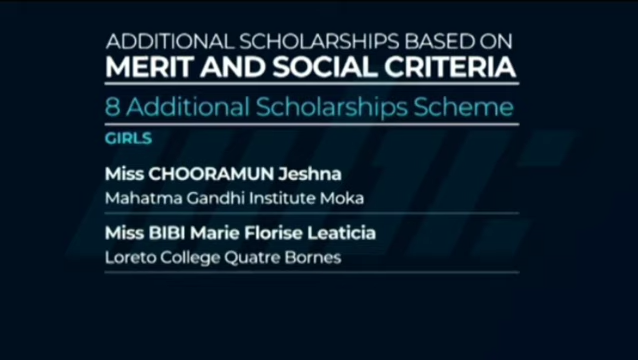 ADDITIONAL SCHOLARSHIPS BASED ON
MERIT AND SOCIAL CRITERIA
8 Additional Scholarships Scheme
GIRLS
Miss CHOORAMUN Jeshna
Mahatma Gandhi Institute Moka
Miss BIBI Marie Florise Leaticia
Loreto College Quatre Bornes